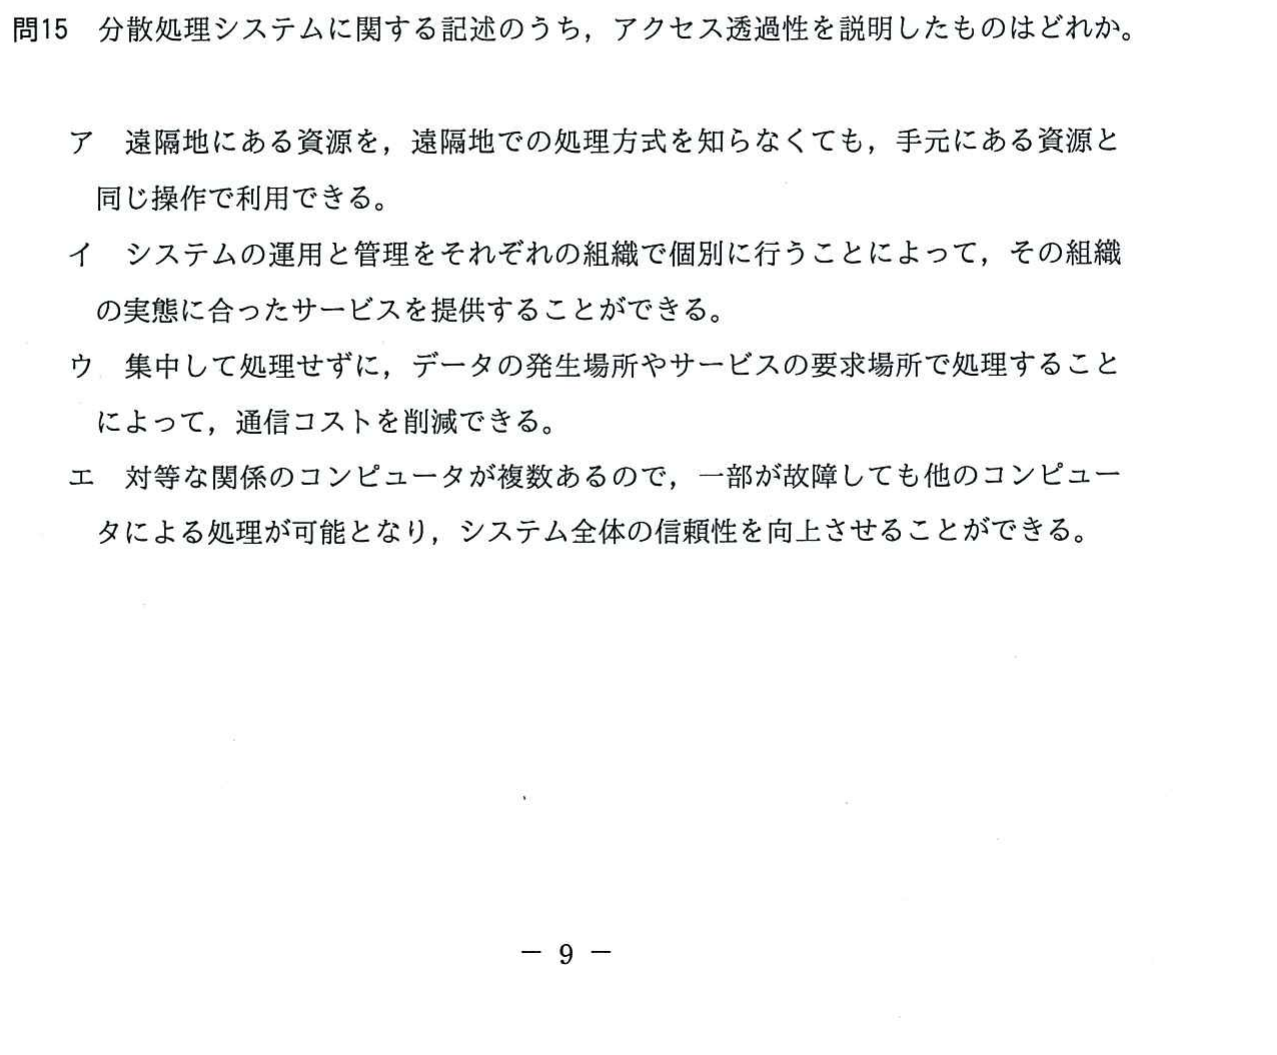 問15　分散処理システムに関する記述のうち，アクセス透過性を説明したものはどれか。
ア　遠隔地にある資源を，遠隔地での処理方式を知らなくても，手元にある資源と
同じ操作で利用できる。
イ　システムの運用と管理をそれぞれの組織で個別に行うことによって，その組織
の実態に合ったサービスを提供することができる。
ウ　集中して処理せずに，データの発生場所やサービスの要求場所で処理すること
によって，通信コストを削減できる。
エ　対等な関係のコンピュータが複数あるので，一部が故障しても他のコンピュー
タによる処理が可能となり，システム全体の信頼性を向上させることができる。
― 9 ―